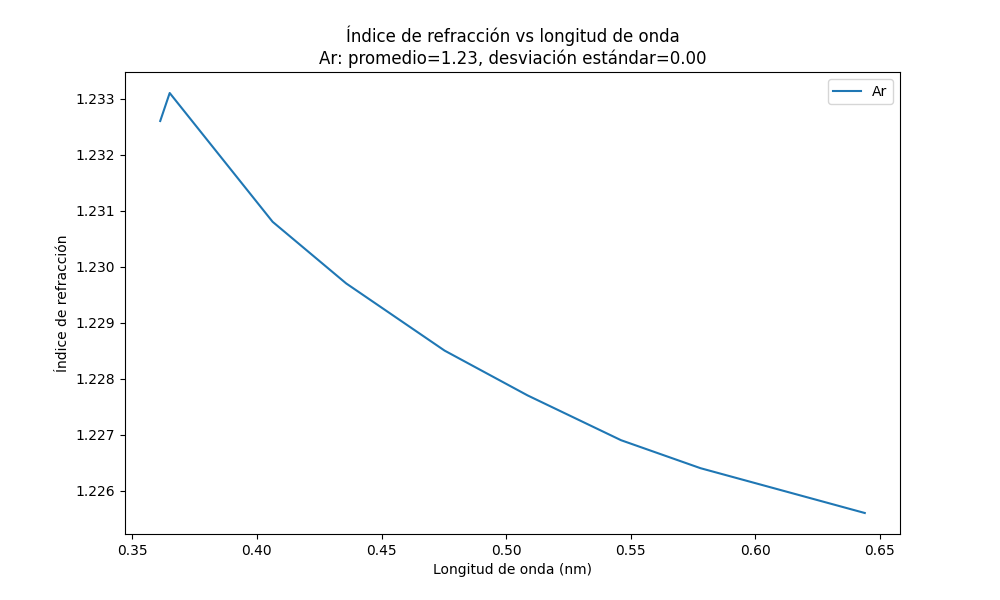 Índice de refracción vs longitud de onda
Ar: promedio=1.23, desviación estándar=0.00
Ar
1.233
1.232
1.231
1.230
1.229
1.228
1.227
1.226
Índice de refracción
0.35 0.40 0.45 0.50 0.55 0.60 0.65
Longitud de onda (nm)